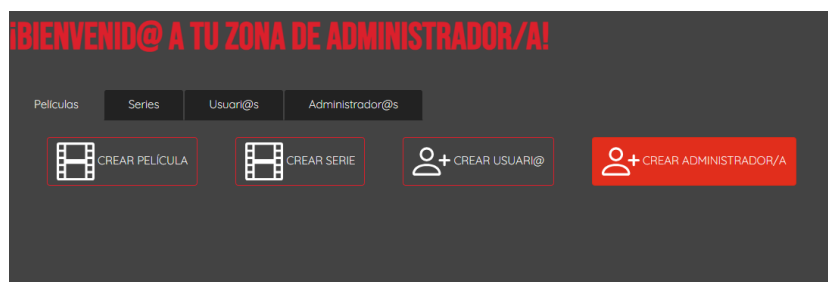 ¡BIENVENID@ A TU ZONA DE ADMINISTRADOR/A!
Películas Series Usuari@s Administrador@s
CREAR PELÍCULA CREAR SERIE CREAR USUARI@ CREAR ADMINISTRADOR/A